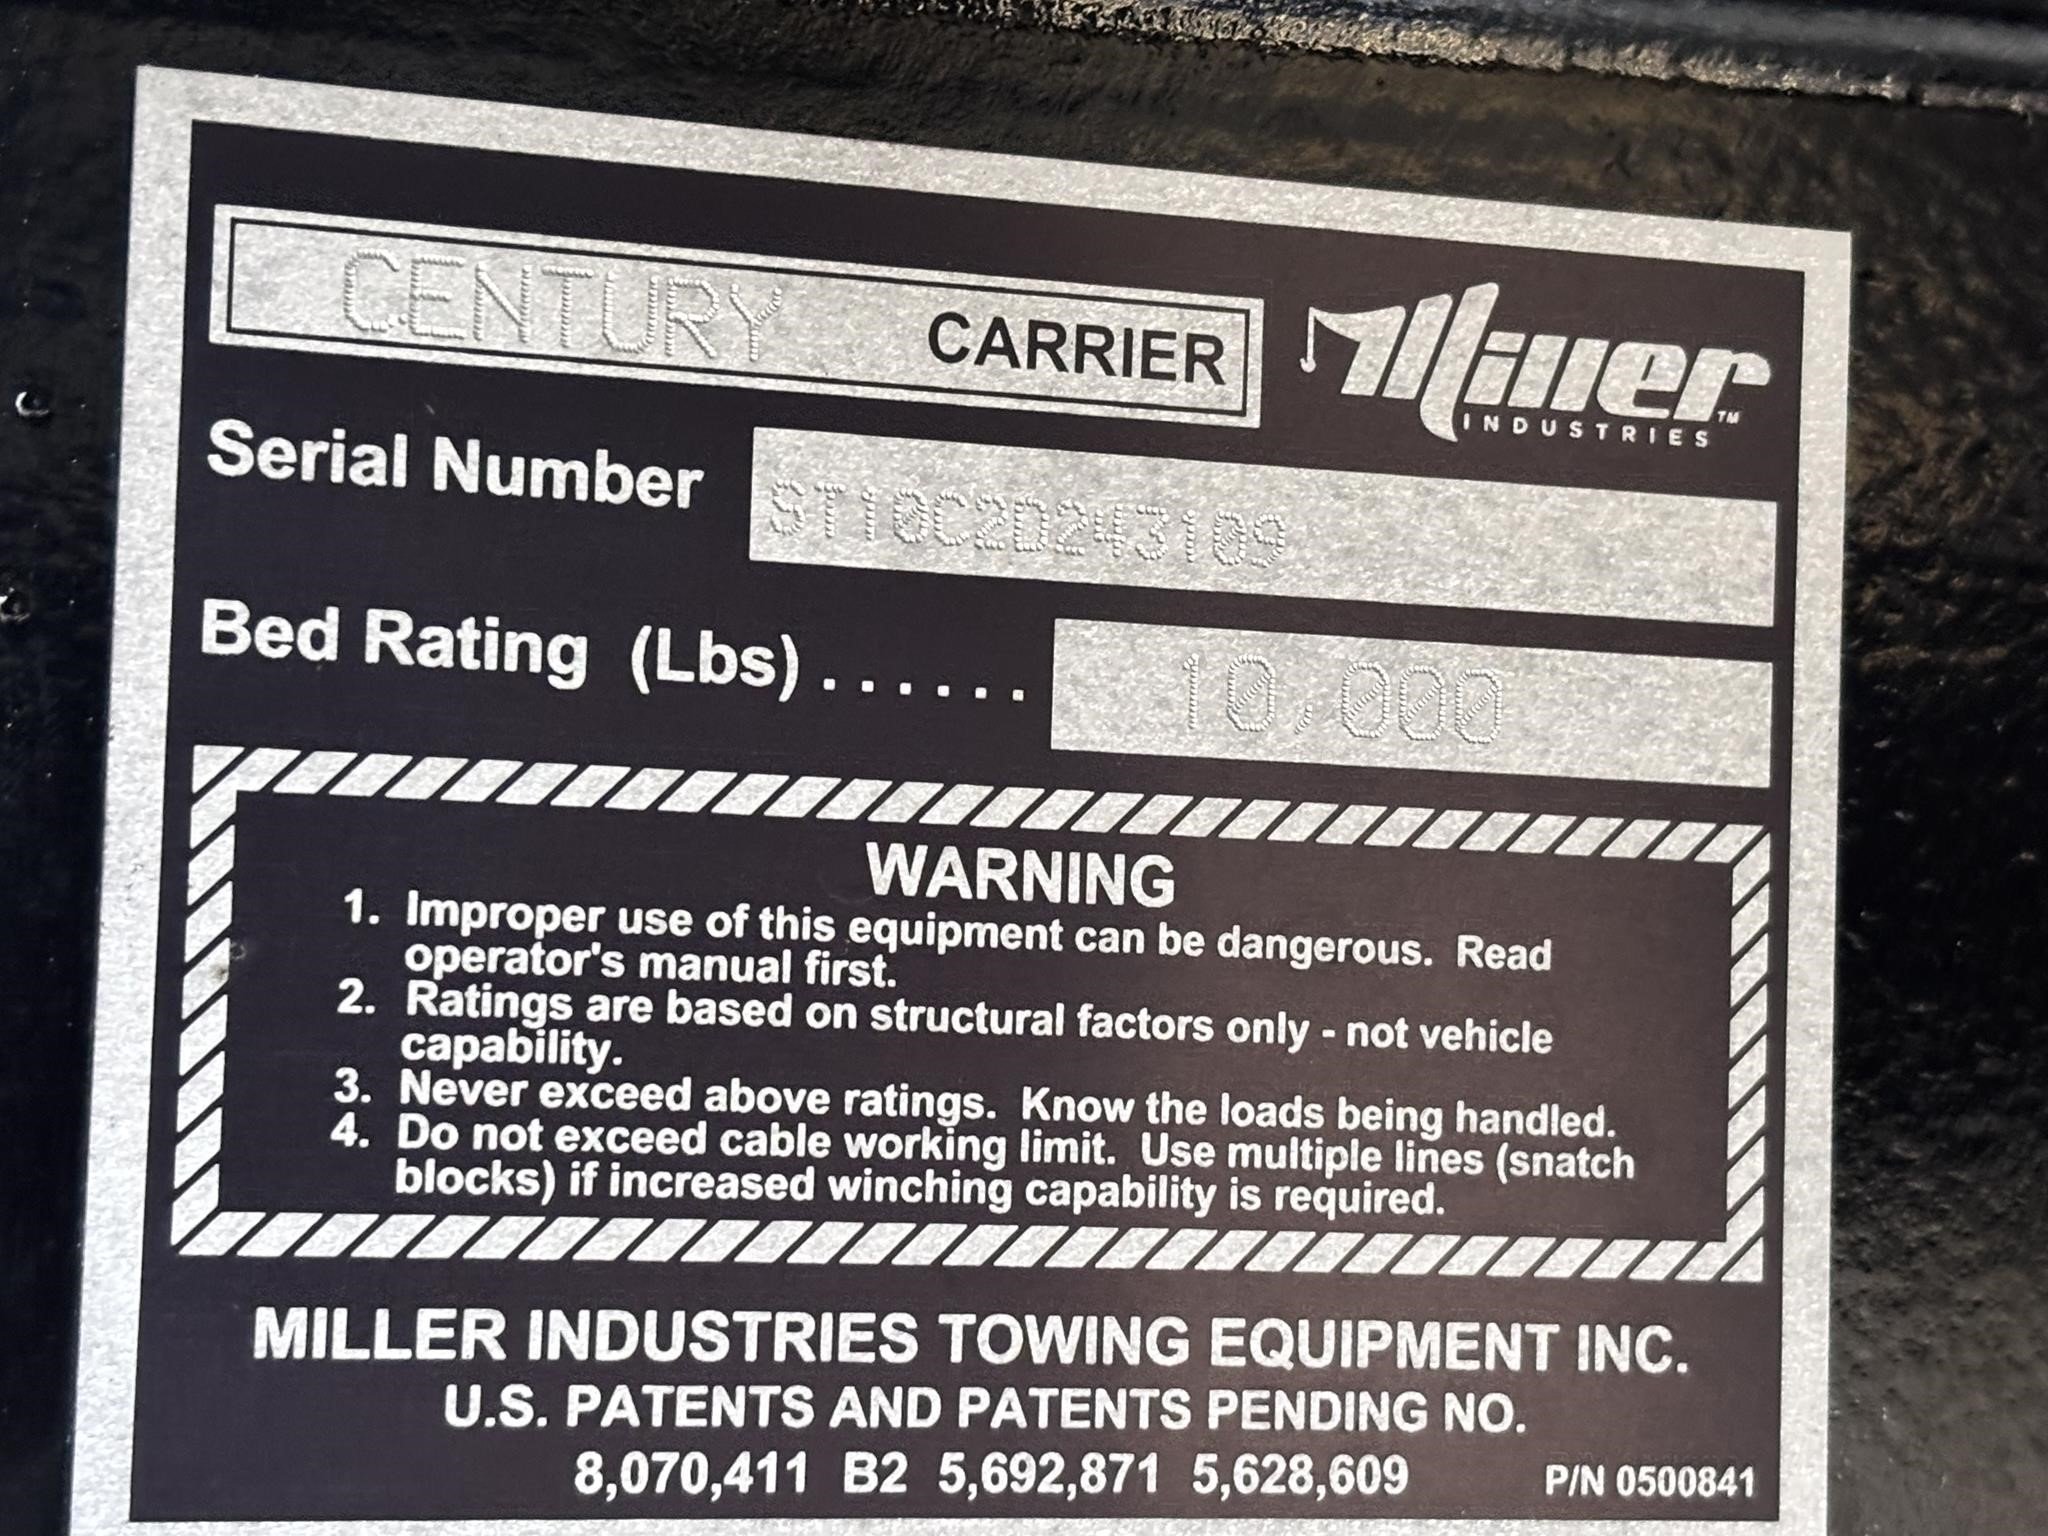 CENTURY CARRIER
Miller™
INDUSTRIES
Serial Number ST10C2D243109
Bed Rating (Lbs) . . . . . . 10,000
WARNING
1. Improper use of this equipment can be dangerous. Read
operator's manual first.
2. Ratings are based on structural factors only - not vehicle
capability.
3. Never exceed above ratings. Know the loads being handled.
4. Do not exceed cable working limit. Use multiple lines (snatch
blocks) if increased winching capability is required.
MILLER INDUSTRIES TOWING EQUIPMENT INC.
U.S. PATENTS AND PATENTS PENDING NO.
8,070,411 B2 5,692,871 5,628,609 P/N 0500841